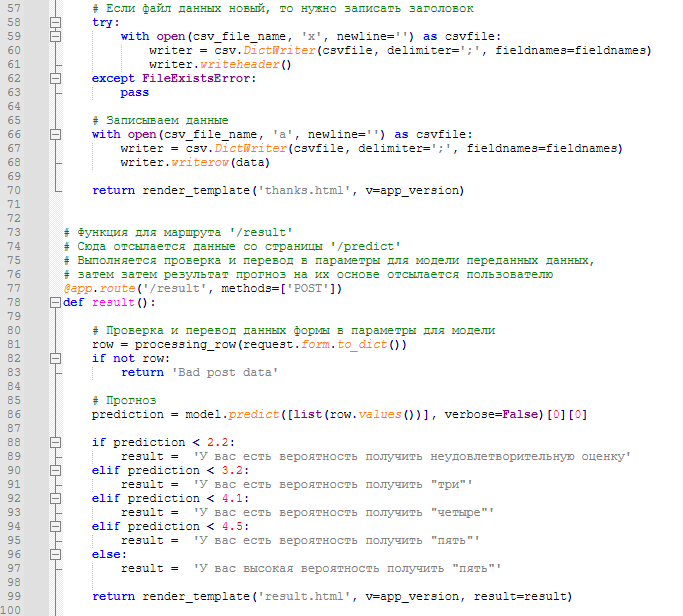 57 # Если файл данных новый, то нужно записать заголовок
58 try:
59 with open(csv_file_name, 'x', newline='') as csvfile:
60 writer = csv.DictWriter(csvfile, delimiter=';', fieldnames=fieldnames)
61 writer.writeheader()
62 except FileExistsError:
63 pass
64
65 # Записываем данные
66 with open(csv_file_name, 'a', newline='') as csvfile:
67 writer = csv.DictWriter(csvfile, delimiter=';', fieldnames=fieldnames)
68 writer.writerow(data)
69
70 return render_template('thanks.html', v=app_version)
71
72
73 # Функция для маршрута '/result'
74 # Сюда отсылается данные со страницы '/predict'
75 # Выполняется проверка и перевод в параметры для модели переданных данных,
76 # затем затем результат прогноз на их основе отсылается пользователю
77 @app.route('/result', methods=['POST'])
78 def result():
79
80 # Проверка и перевод данных формы в параметры для модели
81 row = processing_row(request.form.to_dict())
82 if not row:
83 return 'Bad post data'
84
85 # Прогноз
86 prediction = model.predict([list(row.values())], verbose=False)[0][0]
87
88 if prediction < 2.2:
89 result =  'У вас есть вероятность получить неудовлетворительную оценку'
90 elif prediction < 3.2:
91 result =  'У вас есть вероятность получить "три"'
92 elif prediction < 4.1:
93 result =  'У вас есть вероятность получить "четыре"'
94 elif prediction < 4.5:
95 result =  'У вас есть вероятность получить "пять"'
96 else:
97 result =  'У вас высокая вероятность получить "пять"'
98
99 return render_template('result.html', v=app_version, result=result)
100